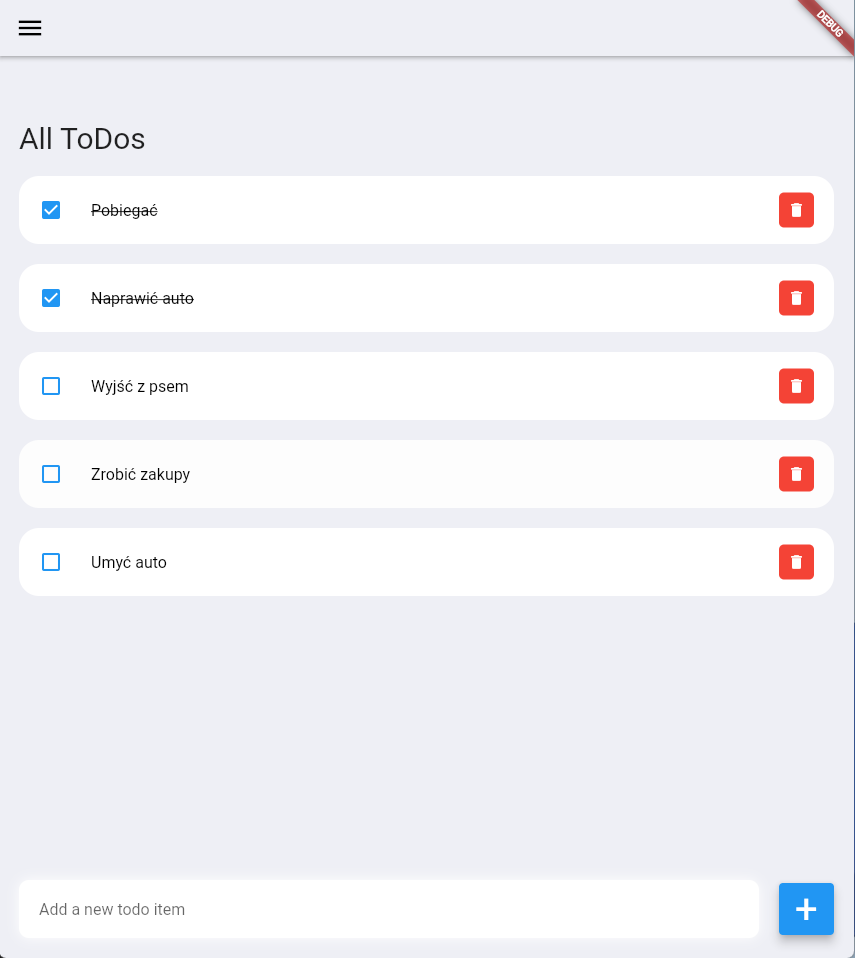 DEBUG
All ToDos
Pobiegać
Naprawić auto
Wyjść z psem
Zrobić zakupy
Umyć auto
Add a new todo item